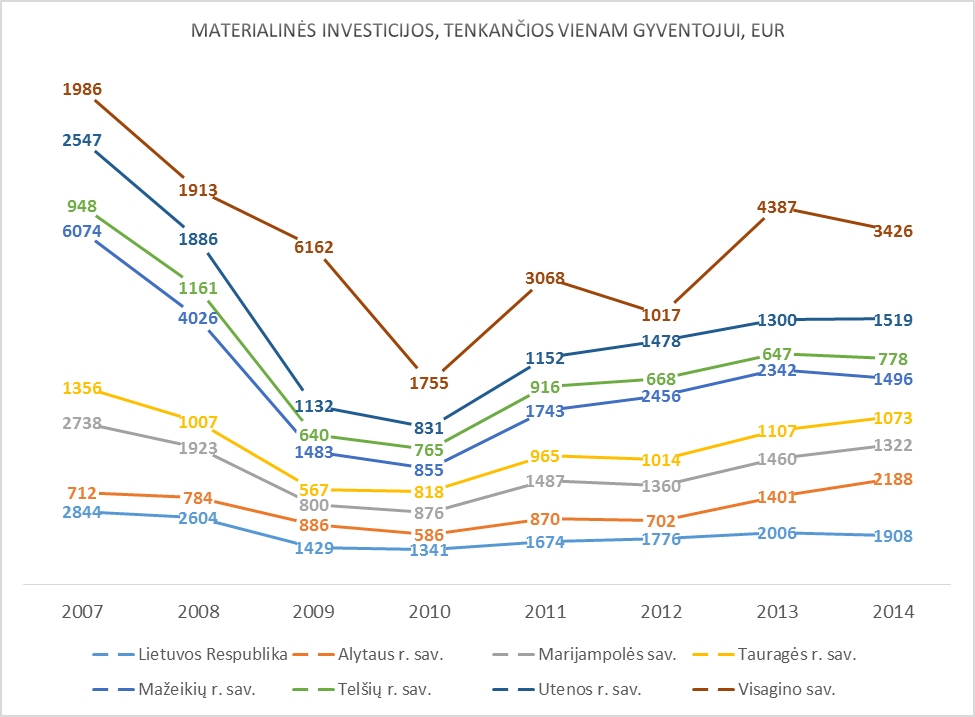 MATERIALINĖS INVESTICIJOS, TENKANČIOS VIENAM GYVENTOJUI, EUR
1986 1913 6162 1755 3068 1017 4387 3426
2547 1886 1132 831 1152 1478 1300 1519
948 1161 640 765 916 668 647 778
6074 4026 1483 855 1743 2456 2342 1496
1356 1007 567 818 965 1014 1107 1073
2738 1923 800 876 1487 1360 1460 1322
712 784 886 586 870 702 1401 2188
2844 2604 1429 1341 1674 1776 2006 1908
2007 2008 2009 2010 2011 2012 2013 2014
Lietuvos Respublika Alytaus r. sav. Marijampolės sav. Tauragės r. sav.
Mažeikių r. sav. Telšių r. sav. Utenos r. sav. Visagino sav.